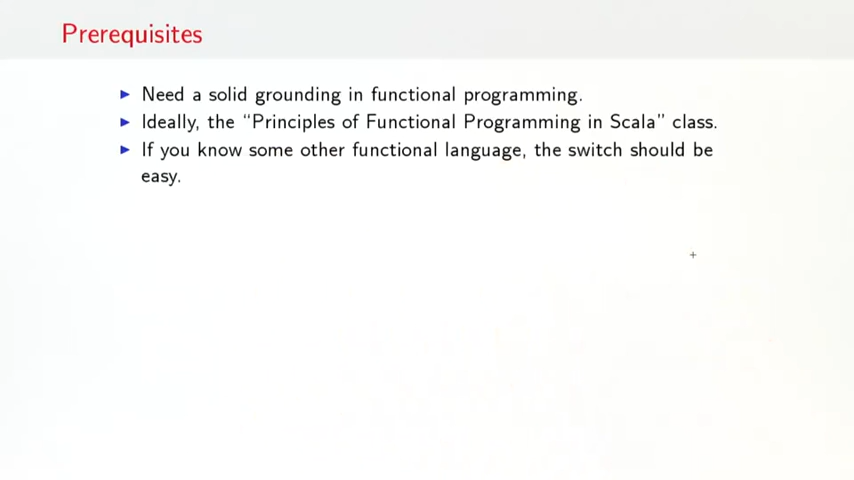 Prerequisites
▶ Need a solid grounding in functional programming.
▶ Ideally, the “Principles of Functional Programming in Scala” class.
▶ If you know some other functional language, the switch should be
easy.